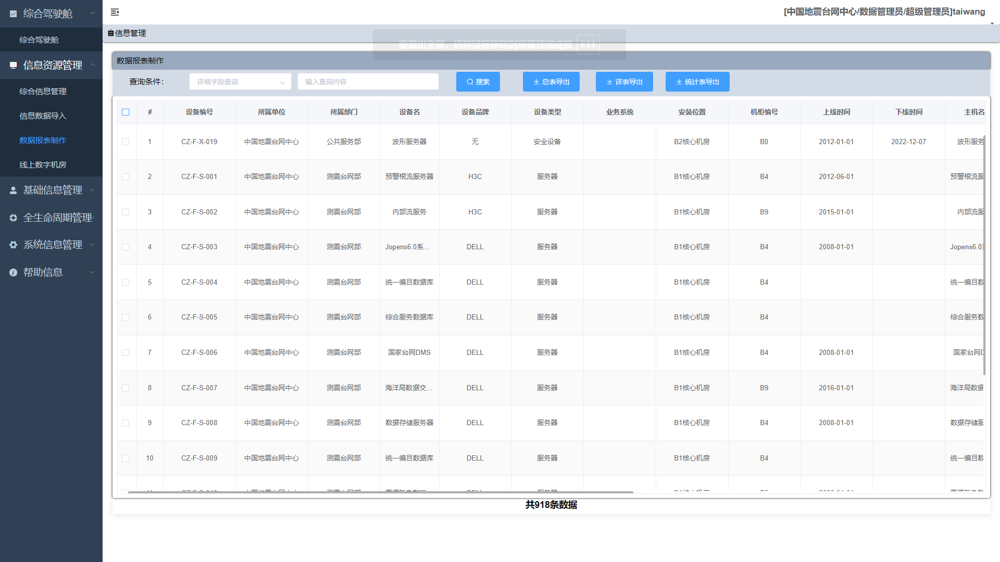 综合驾驶舱
综合驾驶舱
信息资源管理
综合信息管理
信息数据导入
数据报表制作
线上数字机房
基础信息管理
全生命周期管理
系统信息管理
帮助信息
[中国地震台网中心/数据管理员/超级管理员]taiwang
信息管理
要退出全屏，请将鼠标移动到屏幕顶端或按 F11
数据报表制作
查询条件: 详细字段查询 输入查询内容 搜索 总表导出 详表导出 统计表导出
# 设备编号 所属单位 所属部门 设备名 设备品牌 设备类型 业务系统 安装位置 机柜编号 上线时间 下线时间 主机名
1 CZ-F-X-019 中国地震台网中心 公共服务部 波形服务器 无 安全设备 B2核心机房 B0 2012-01-01 2022-12-07 波形服务
2 CZ-F-S-001 中国地震台网中心 测震台网部 预警根流服务器 H3C 服务器 B1核心机房 B4 2012-06-01 预警根流服
3 CZ-F-S-002 中国地震台网中心 测震台网部 内部流服务 H3C 服务器 B1核心机房 B9 2015-01-01 内部流服
4 CZ-F-S-003 中国地震台网中心 测震台网部 Jopens6.0系... DELL 服务器 B1核心机房 B4 2008-01-01 Jopens6.0
5 CZ-F-S-004 中国地震台网中心 测震台网部 统一编目数据库 DELL 服务器 B1核心机房 B4 统一编目数
6 CZ-F-S-005 中国地震台网中心 测震台网部 综合服务数据库 DELL 服务器 B1核心机房 B4 综合服务数
7 CZ-F-S-006 中国地震台网中心 测震台网部 国家台网DMS DELL 服务器 B1核心机房 B4 2008-01-01 国家台网D
8 CZ-F-S-007 中国地震台网中心 测震台网部 海洋局数据交... DELL 服务器 B1核心机房 B9 2016-01-01 海洋局数据
9 CZ-F-S-008 中国地震台网中心 测震台网部 数据存储服务器 DELL 服务器 B1核心机房 B4 2008-01-01 数据存储服
10 CZ-F-S-009 中国地震台网中心 测震台网部 统一编目数据库 DELL 服务器 B1核心机房 B4 统一编目数
共918条数据